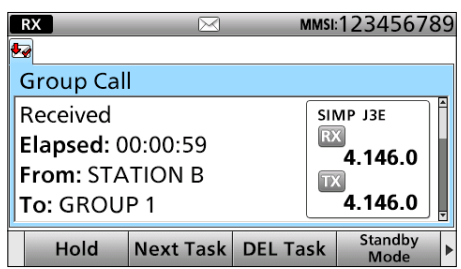 RX MMSI:123456789
Group Call
Received
Elapsed: 00:00:59
From: STATION B
To: GROUP 1
SIMP J3E
RX
4.146.0
TX
4.146.0
Hold Next Task DEL Task Standby Mode